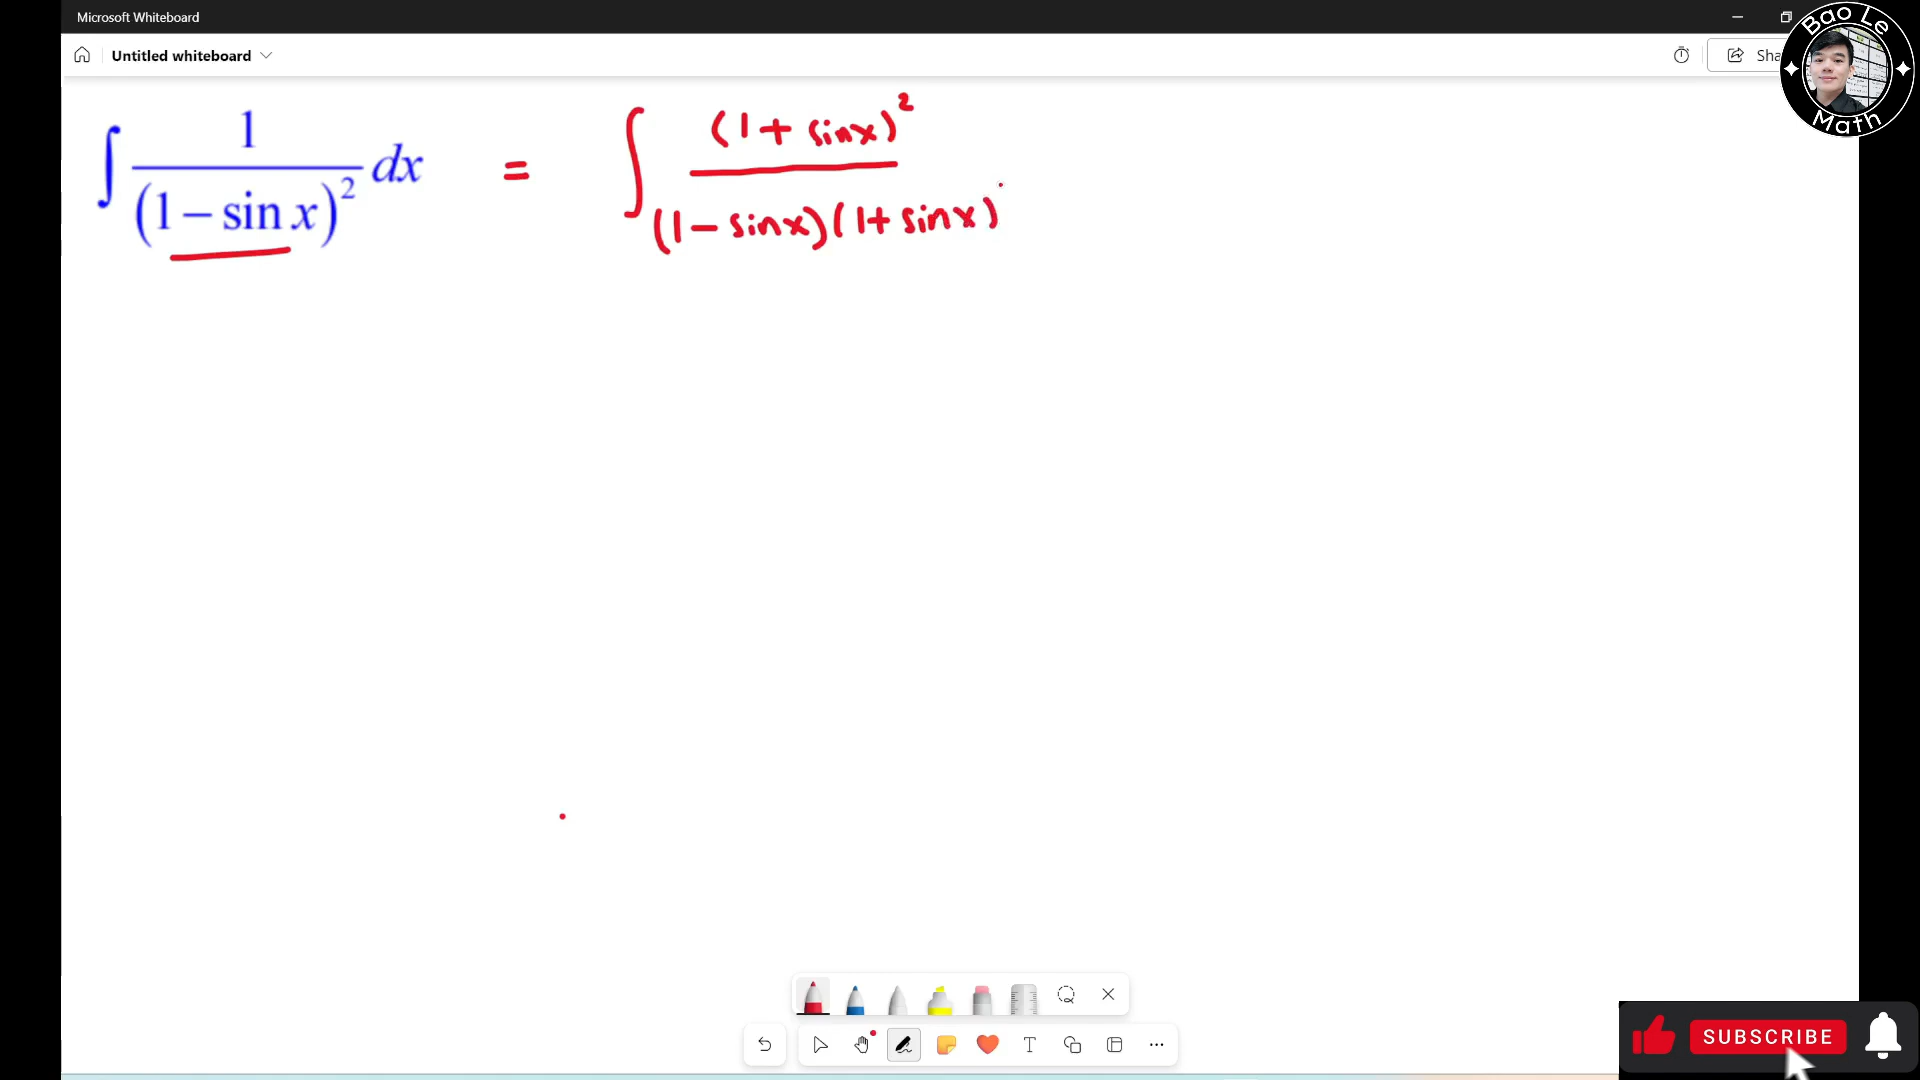 Microsoft Whiteboard
Untitled whiteboard
Sha
Bao Le
Math
∫ 1 / (1 − sin x)² dx = ∫ (1 + sinx)² / (1 − sinx)(1 + sinx)
T
SUBSCRIBE